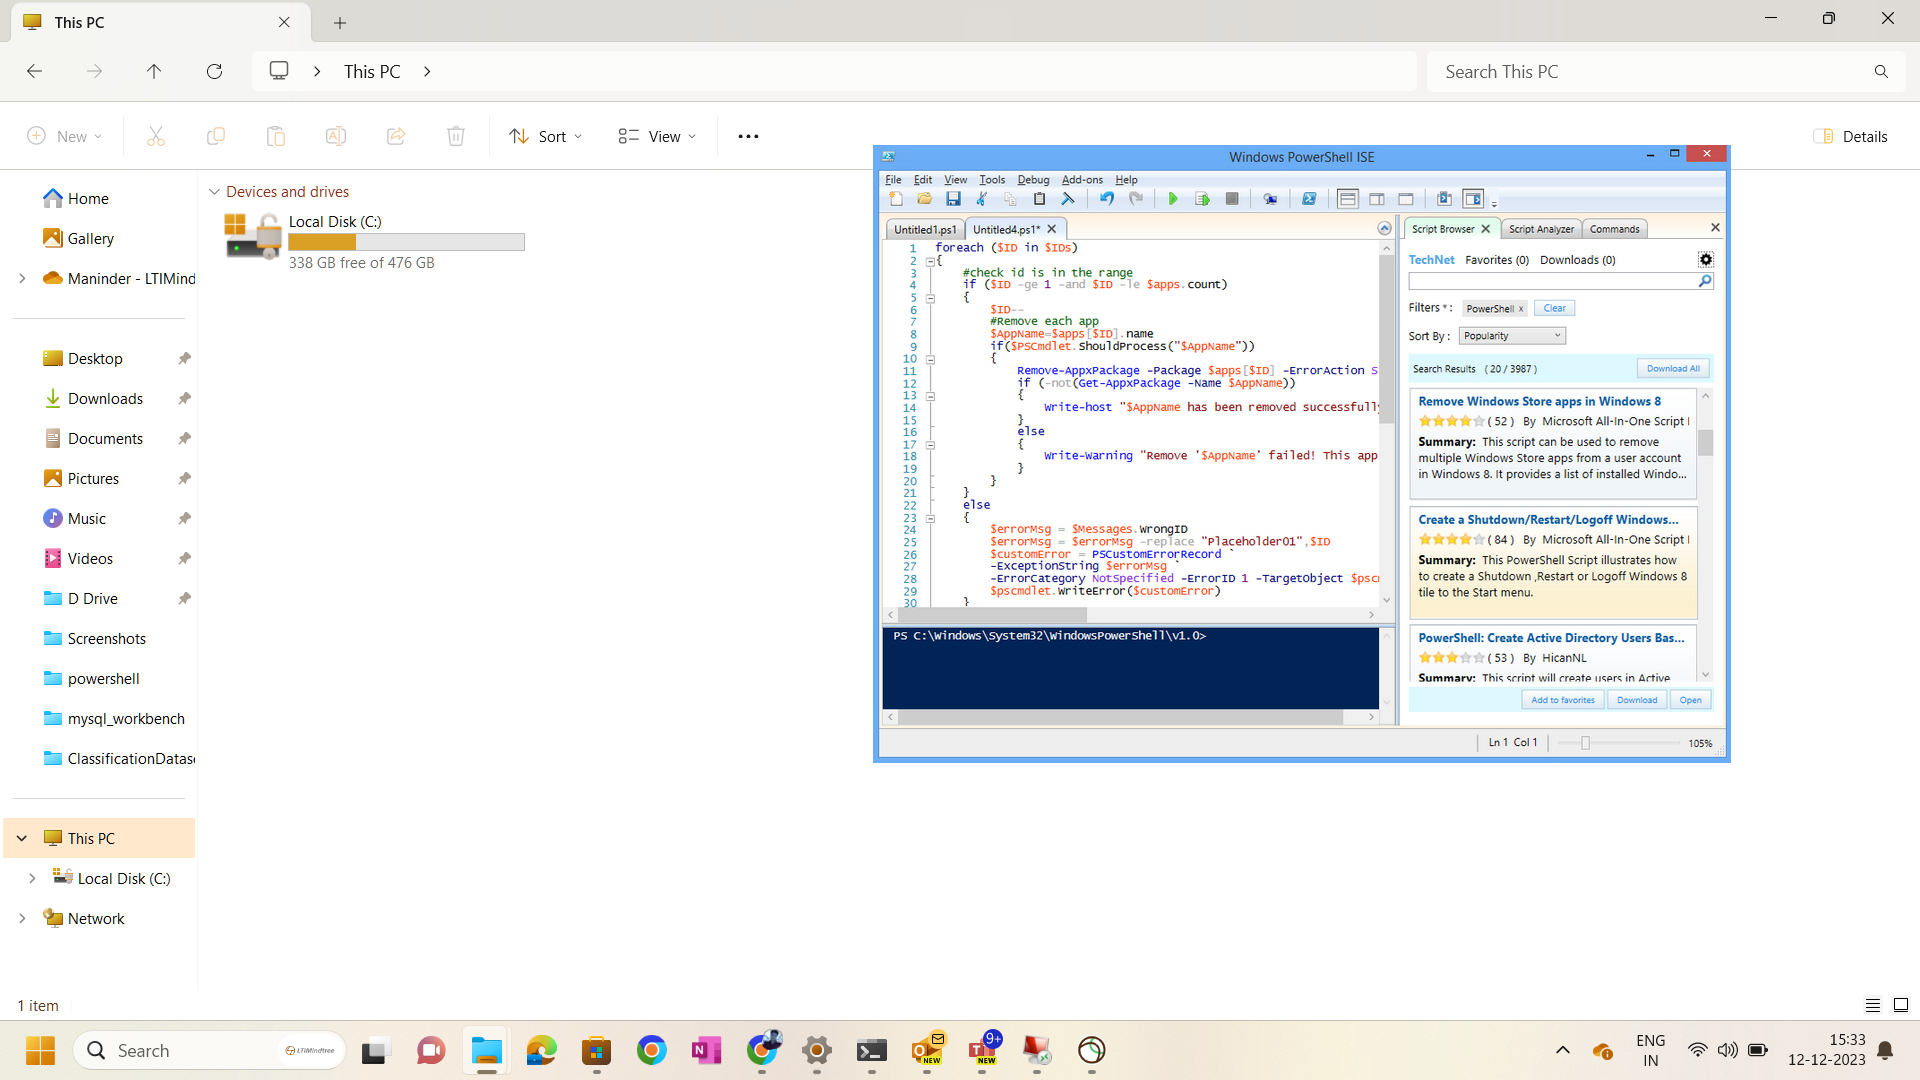 This PC
This PC
Search This PC
New
Sort
View
Details
Home
Gallery
Maninder - LTIMind
Desktop
Downloads
Documents
Pictures
Music
Videos
D Drive
Screenshots
powershell
mysql_workbench
ClassificationDatas
This PC
Local Disk (C:)
Network
1 item
Devices and drives
Local Disk (C:)
338 GB free of 476 GB
Windows PowerShell ISE
File Edit View Tools Debug Add-ons Help
Untitled1.ps1 Untitled4.ps1*
1 foreach ($ID in $IDs)
2 {
3 #check id is in the range
4 if ($ID -ge 1 -and $ID -le $apps.count)
5 {
6 $ID--
7 #Remove each app
8 $AppName=$apps[$ID].name
9 if($PSCmdlet.ShouldProcess("$AppName"))
10 {
11 Remove-AppxPackage -Package $apps[$ID] -ErrorAction S
12 if (-not(Get-AppxPackage -Name $AppName))
13 {
14 Write-host "$AppName has been removed successfully
15 }
16 else
17 {
18 Write-Warning "Remove '$AppName' failed! This app
19 }
20 }
21 }
22 else
23 {
24 $errorMsg = $Messages.WrongID
25 $errorMsg = $errorMsg -replace "Placeholder01",$ID
26 $customError = PSCustomErrorRecord `
27 -ExceptionString $errorMsg `
28 -ErrorCategory NotSpecified -ErrorID 1 -TargetObject $pscm
29 $pscmdlet.WriteError($customError)
30 }
PS C:\Windows\System32\WindowsPowerShell\v1.0>
Script Browser Script Analyzer Commands
TechNet Favorites (0) Downloads (0)
Filters : PowerShell x Clear
Sort By : Popularity
Search Results ( 20 / 3987 ) Download All
Remove Windows Store apps in Windows 8
( 52 ) By Microsoft All-In-One Script
Summary: This script can be used to remove
multiple Windows Store apps from a user account
in Windows 8. It provides a list of installed Windo...
Create a Shutdown/Restart/Logoff Windows...
( 84 ) By Microsoft All-In-One Script
Summary: This PowerShell Script illustrates how
to create a Shutdown ,Restart or Logoff Windows 8
tile to the Start menu.
PowerShell: Create Active Directory Users Bas...
( 53 ) By HicanNL
Summary: This script will create users in Active
Add to favorites Download Open
Ln 1 Col 1 105%
Search
LTIMindtree
NEW
9+
NEW
ENG
IN
15:33
12-12-2023